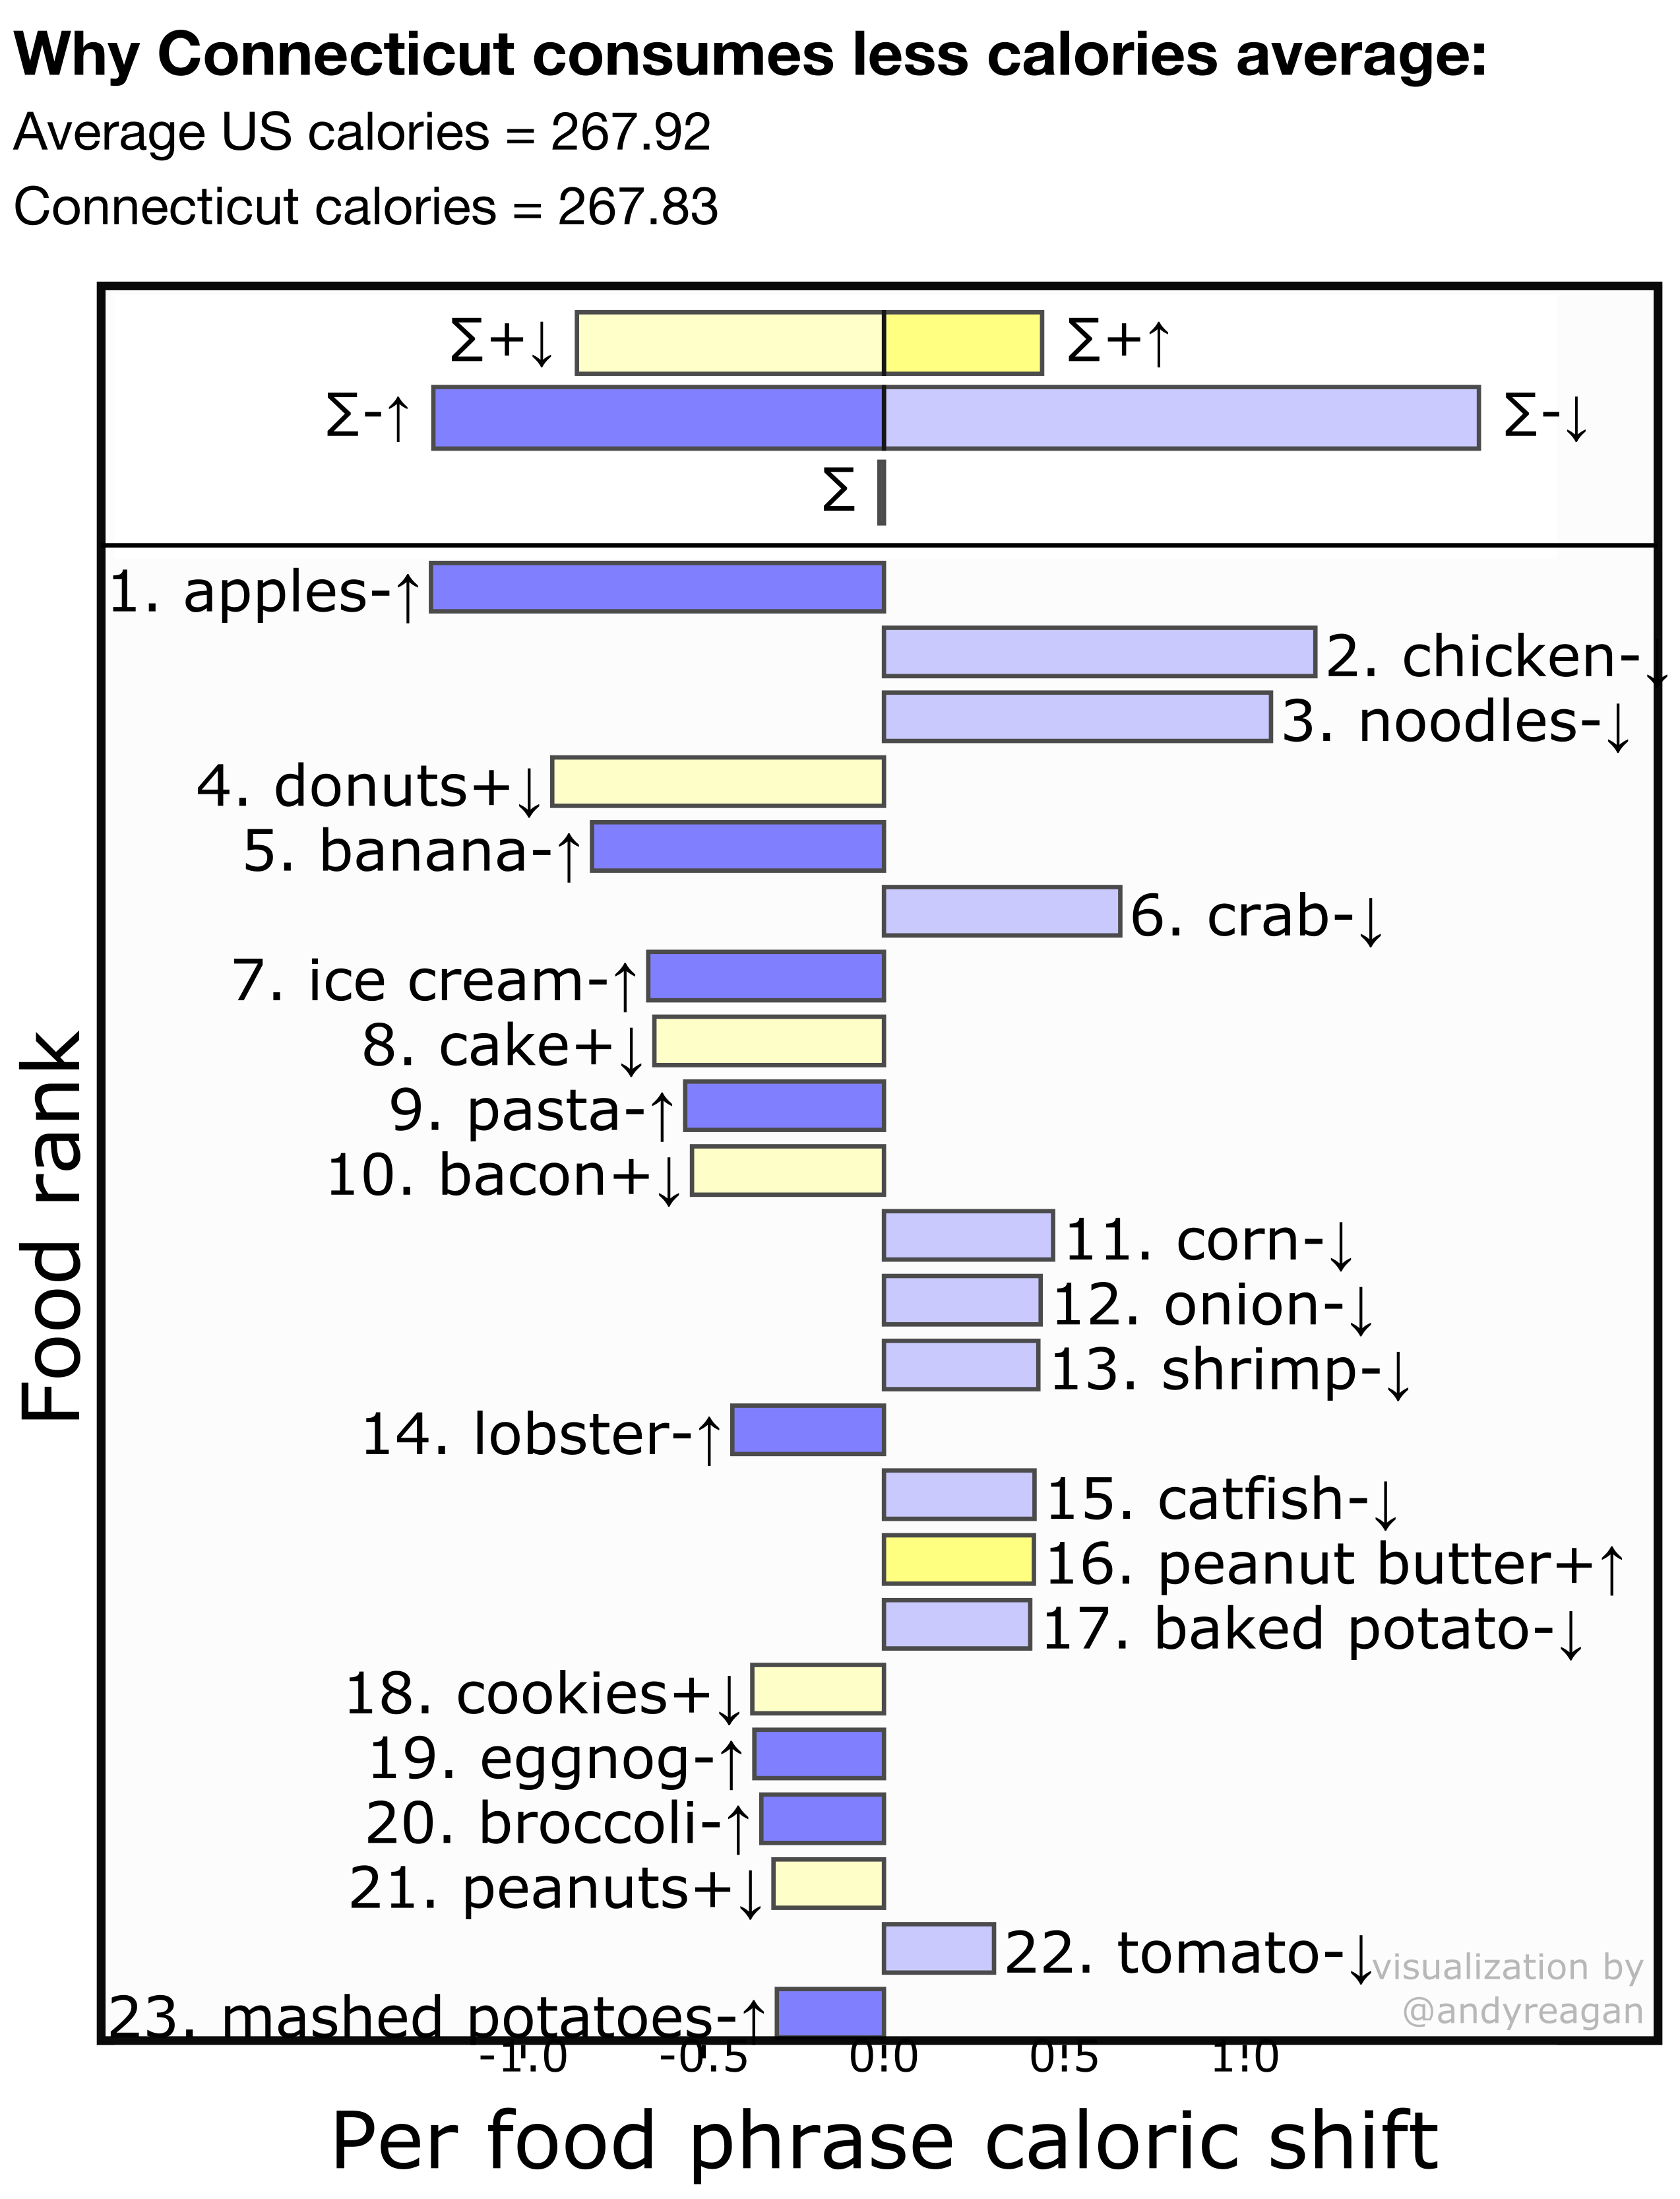 Why Connecticut consumes less calories average:
Average US calories = 267.92
Connecticut calories = 267.83
Σ+↓
Σ+↑
Σ-↑
Σ-↓
Σ
1. apples-↑
2. chicken-↓
3. noodles-↓
4. donuts+↓
5. banana-↑
6. crab-↓
7. ice cream-↑
8. cake+↓
9. pasta-↑
10. bacon+↓
11. corn-↓
12. onion-↓
13. shrimp-↓
14. lobster-↑
15. catfish-↓
16. peanut butter+↑
17. baked potato-↓
18. cookies+↓
19. eggnog-↑
20. broccoli-↑
21. peanuts+↓
22. tomato-↓
23. mashed potatoes-↑
visualization by
@andyreagan
Food rank
-1.0 -0.5 0.0 0.5 1.0
Per food phrase caloric shift